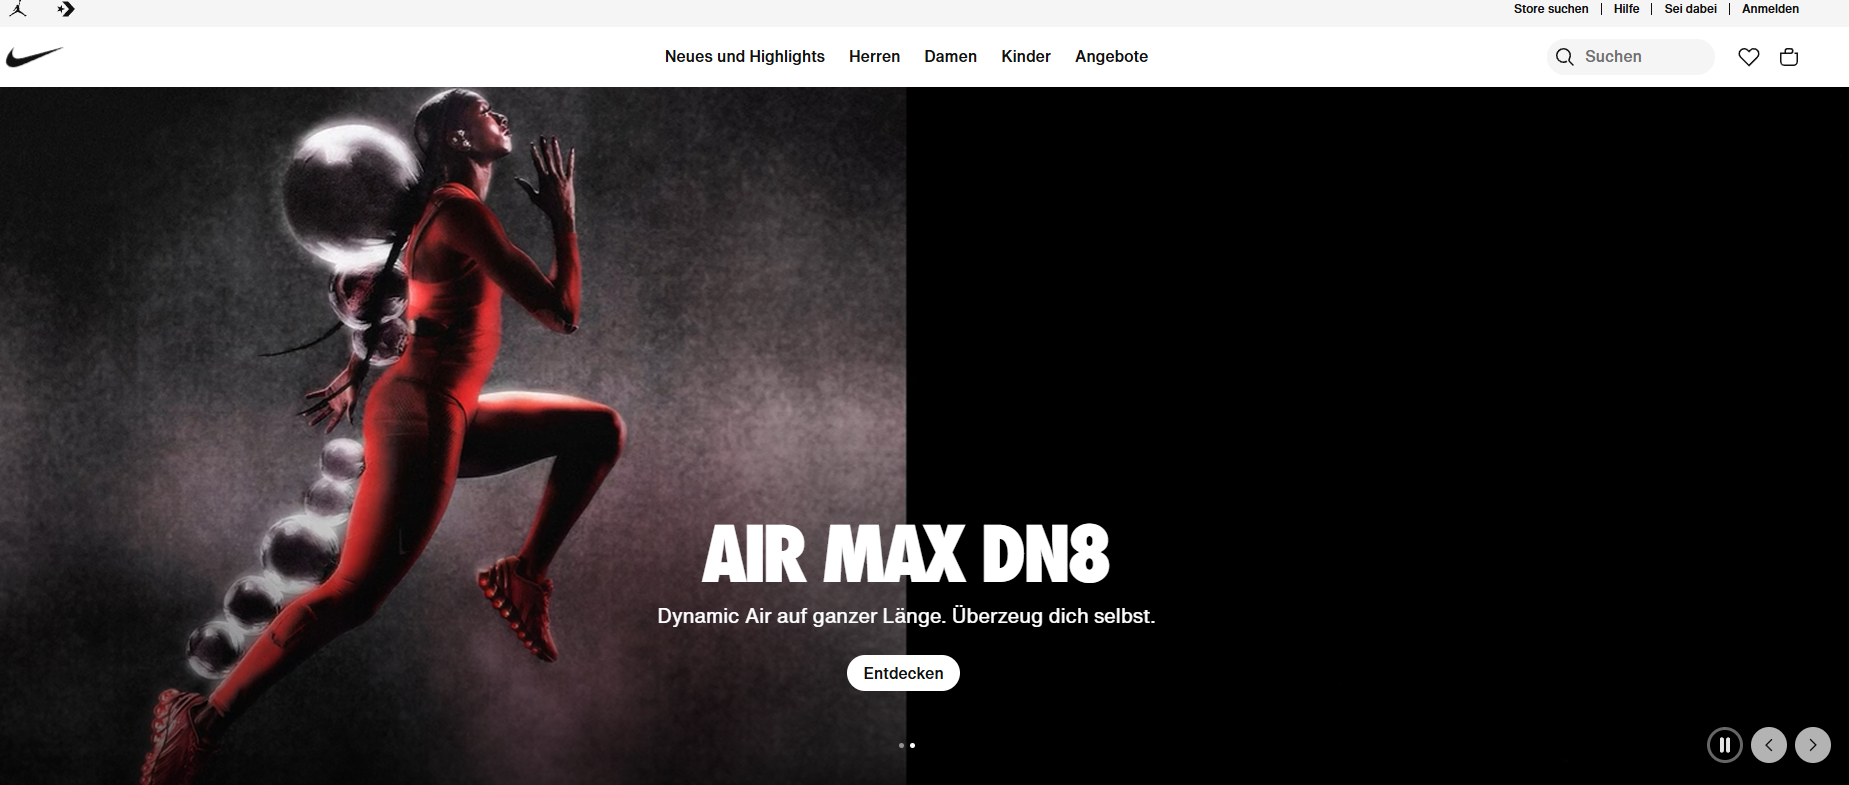 Store suchen | Hilfe | Sei dabei | Anmelden
Neues und Highlights Herren Damen Kinder Angebote Suchen
AIR MAX DN8
Dynamic Air auf ganzer Länge. Überzeug dich selbst.
Entdecken